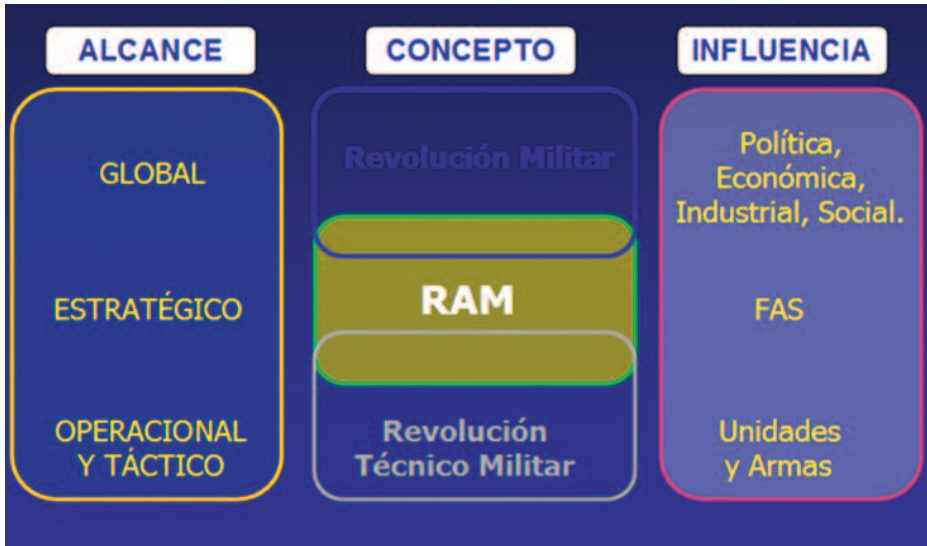 ALCANCE
CONCEPTO
INFLUENCIA
GLOBAL
Revolución Militar
Política,
Económica,
Industrial, Social.
ESTRATÉGICO
RAM
FAS
OPERACIONAL
Y TÁCTICO
Revolución
Técnico Militar
Unidades
y Armas